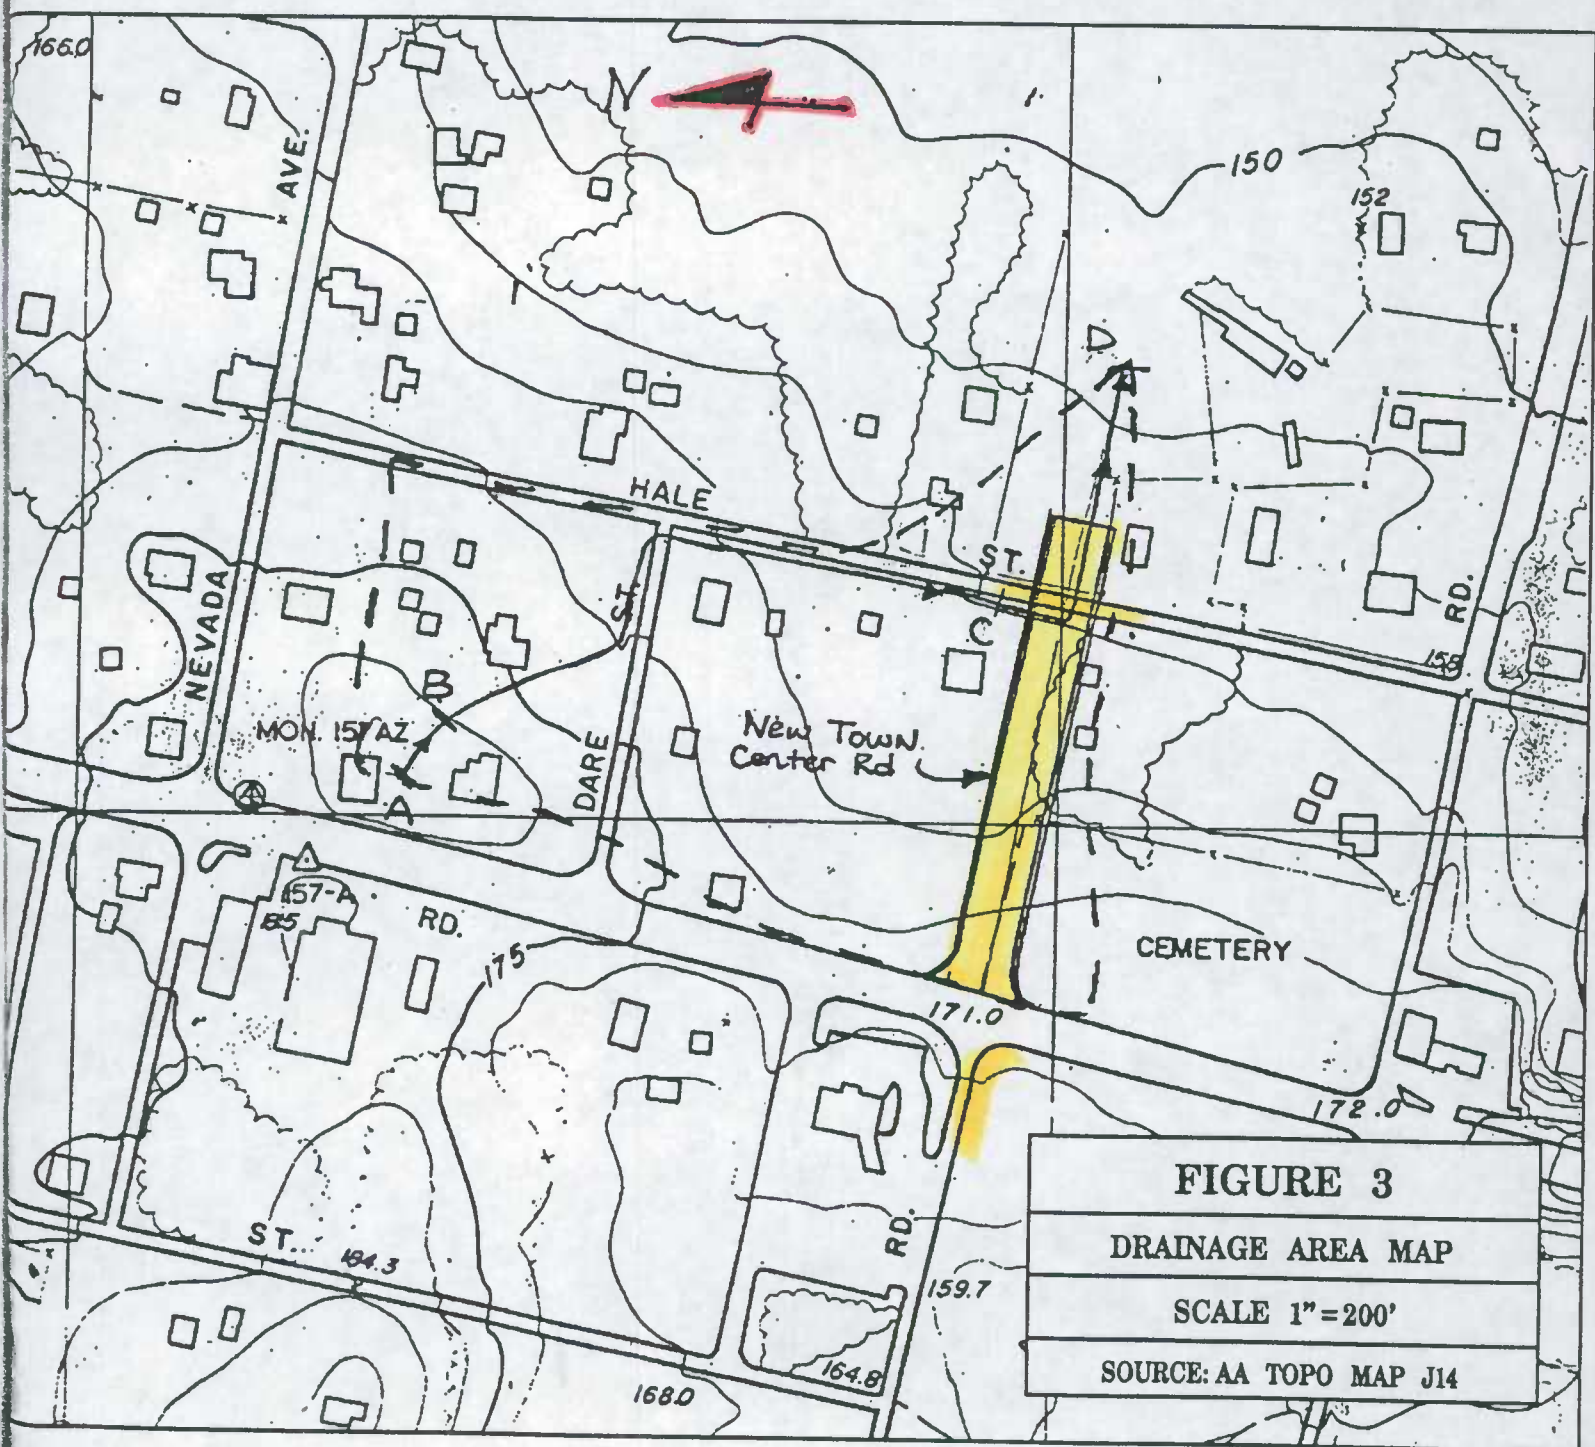 166.0
N
AVE.
150
152
HALE
ST.
D
NEVADA
ST.
C
RD.
158
B
MON. 157 AZ
A
DARE
New Town
Center Rd
157-A
185
RD.
175
CEMETERY
171.0
172.0
ST.
184.3
RD.
159.7
168.0
164.8
FIGURE 3
DRAINAGE AREA MAP
SCALE 1"=200'
SOURCE: AA TOPO MAP J14